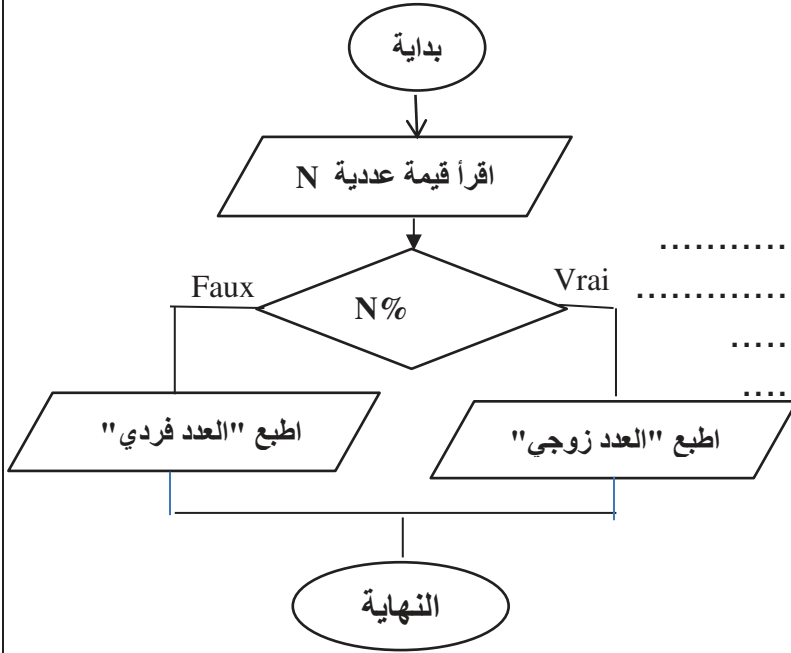 بداية
اقرأ قيمة عددية N
...........
Faux
Vrai
.............
N%
.....
....
اطبع "العدد فردي"
اطبع "العدد زوجي"
النهاية